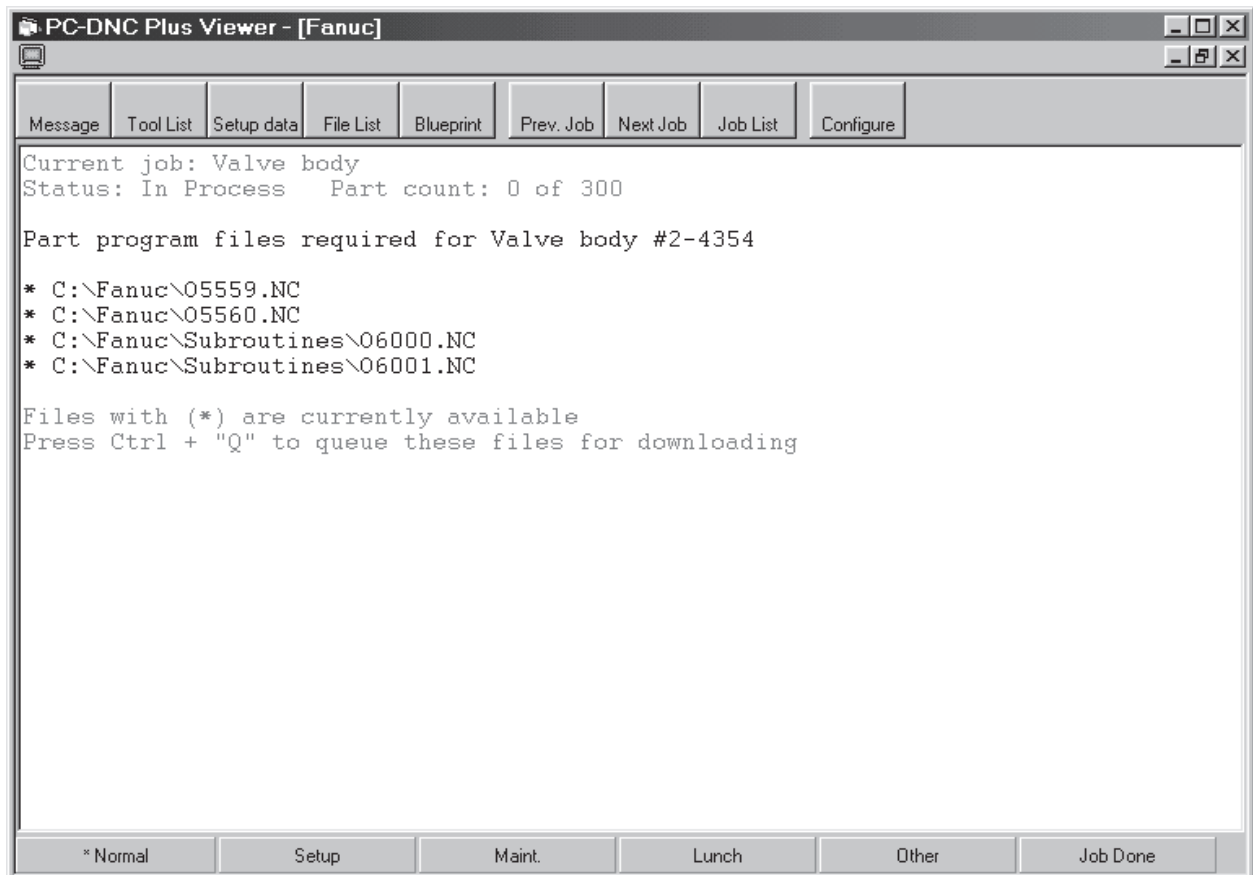 PC-DNC Plus Viewer - [Fanuc]
Message Tool List Setup data File List Blueprint Prev. Job Next Job Job List Configure
Current job: Valve body
Status: In Process Part count: 0 of 300
Part program files required for Valve body #2-4354
* C:\Fanuc\O5559.NC
* C:\Fanuc\O5560.NC
* C:\Fanuc\Subroutines\O6000.NC
* C:\Fanuc\Subroutines\O6001.NC
Files with (*) are currently available
Press Ctrl + "Q" to queue these files for downloading
* Normal Setup Maint. Lunch Other Job Done